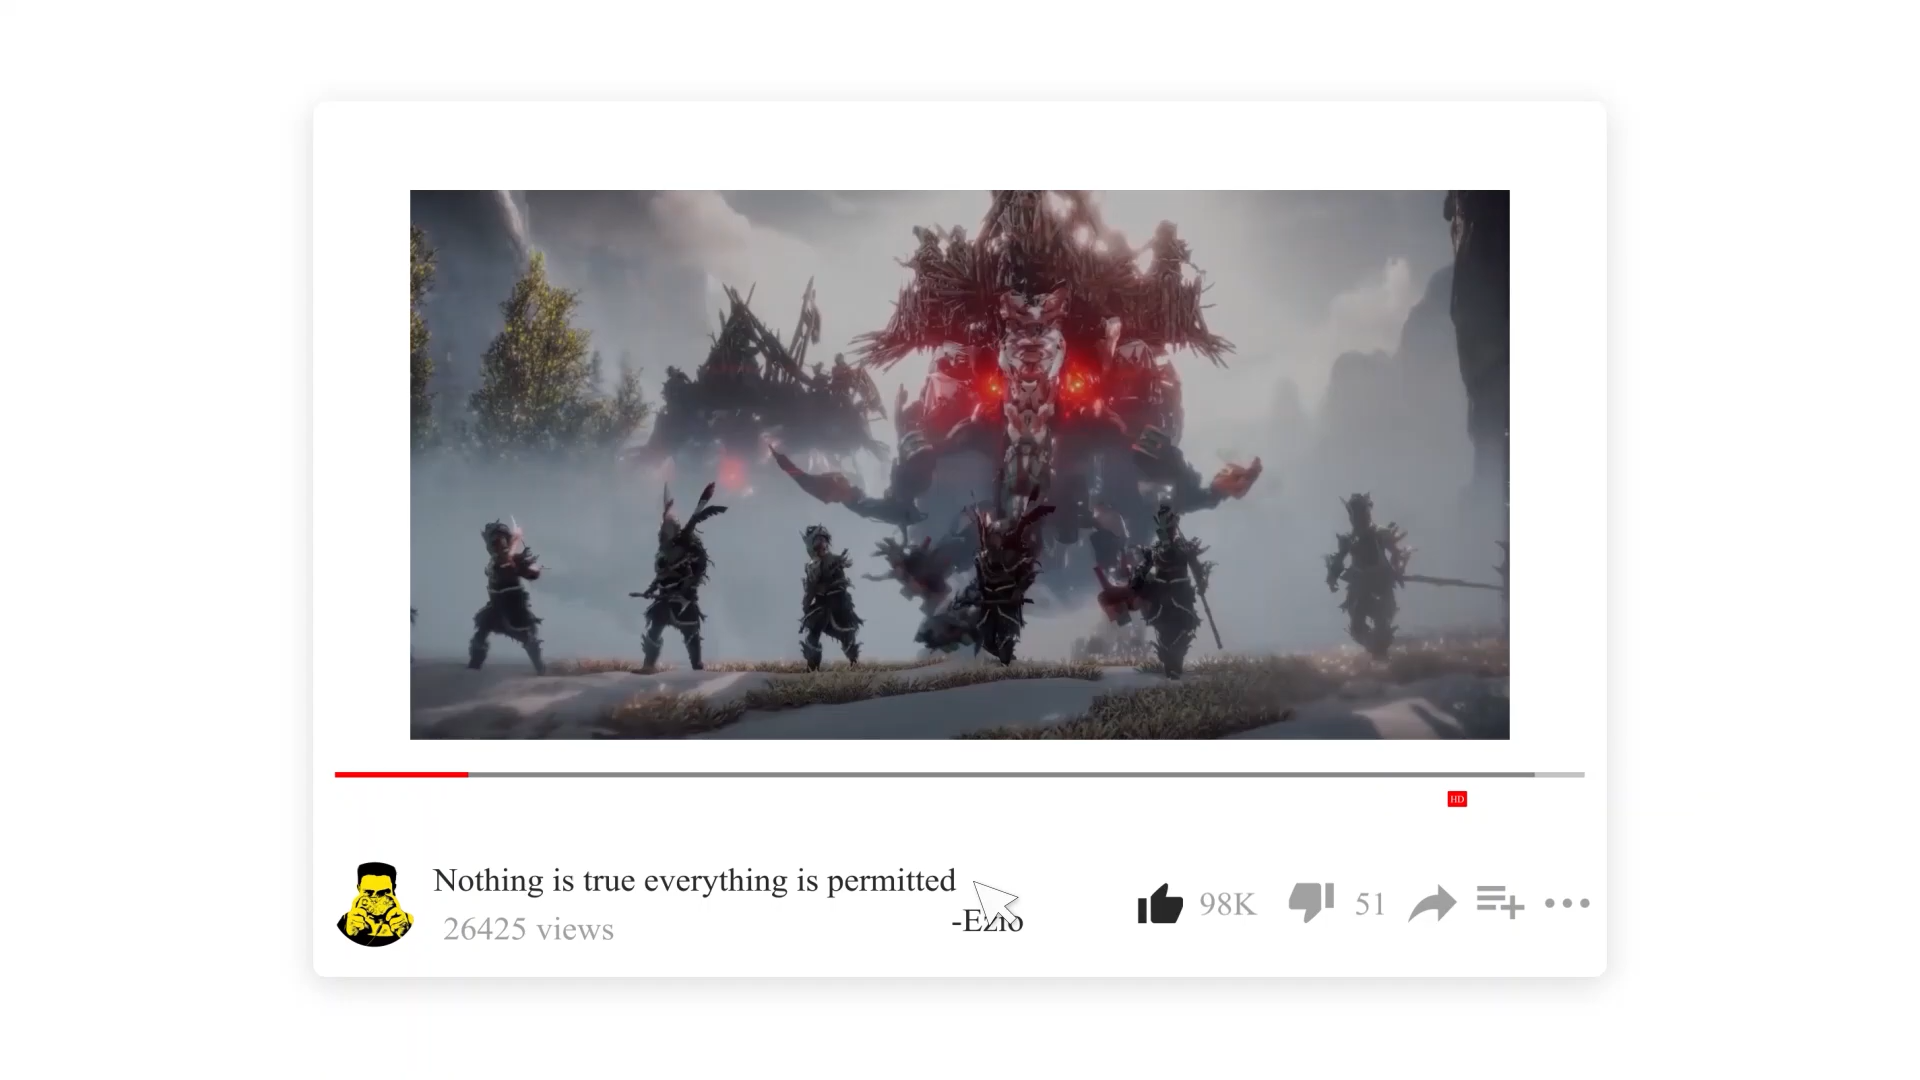 HD
Nothing is true everything is permitted
-Ezio
26425 views
98K
51